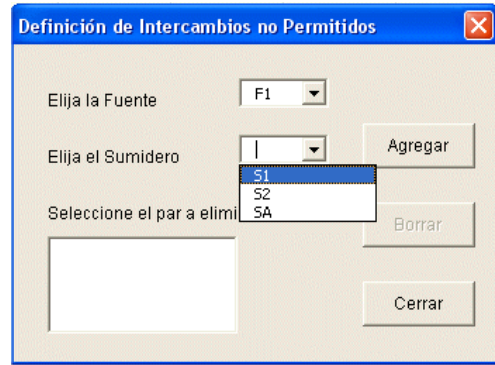 Definición de Intercambios no Permitidos
Elija la Fuente F1
Elija el Sumidero
Agregar
S1
S2
SA
Seleccione el par a elimi
Borrar
Cerrar